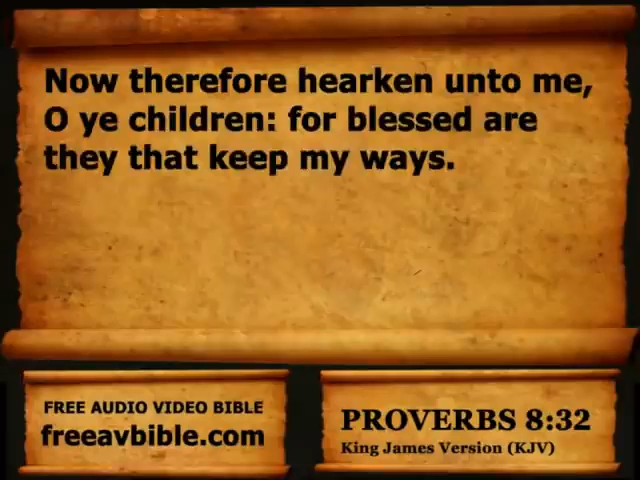 Now therefore hearken unto me,
O ye children: for blessed are
they that keep my ways.
FREE AUDIO VIDEO BIBLE
freeavbible.com
PROVERBS 8:32
King James Version (KJV)